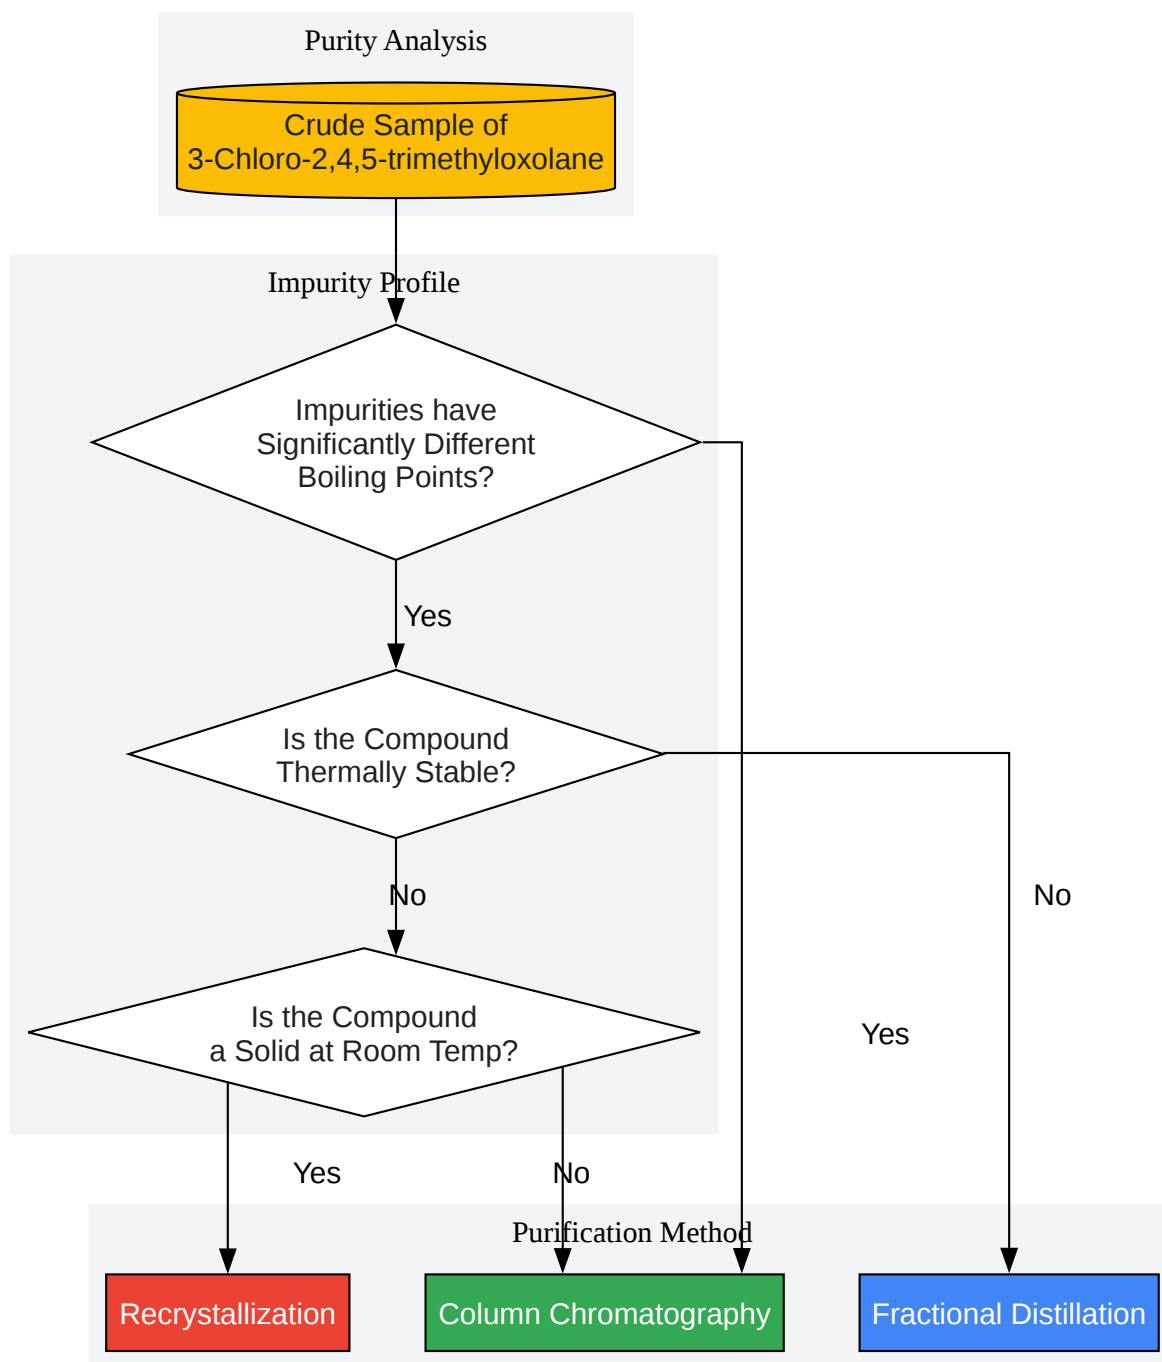 Purity Analysis
Crude Sample of
3-Chloro-2,4,5-trimethyloxolane
Impurity Profile
Impurities have
Significantly Different
Boiling Points?
Yes
Is the Compound
Thermally Stable?
No
No
Is the Compound
a Solid at Room Temp?
Yes
Yes
No
Purification Method
Recrystallization
Column Chromatography
Fractional Distillation